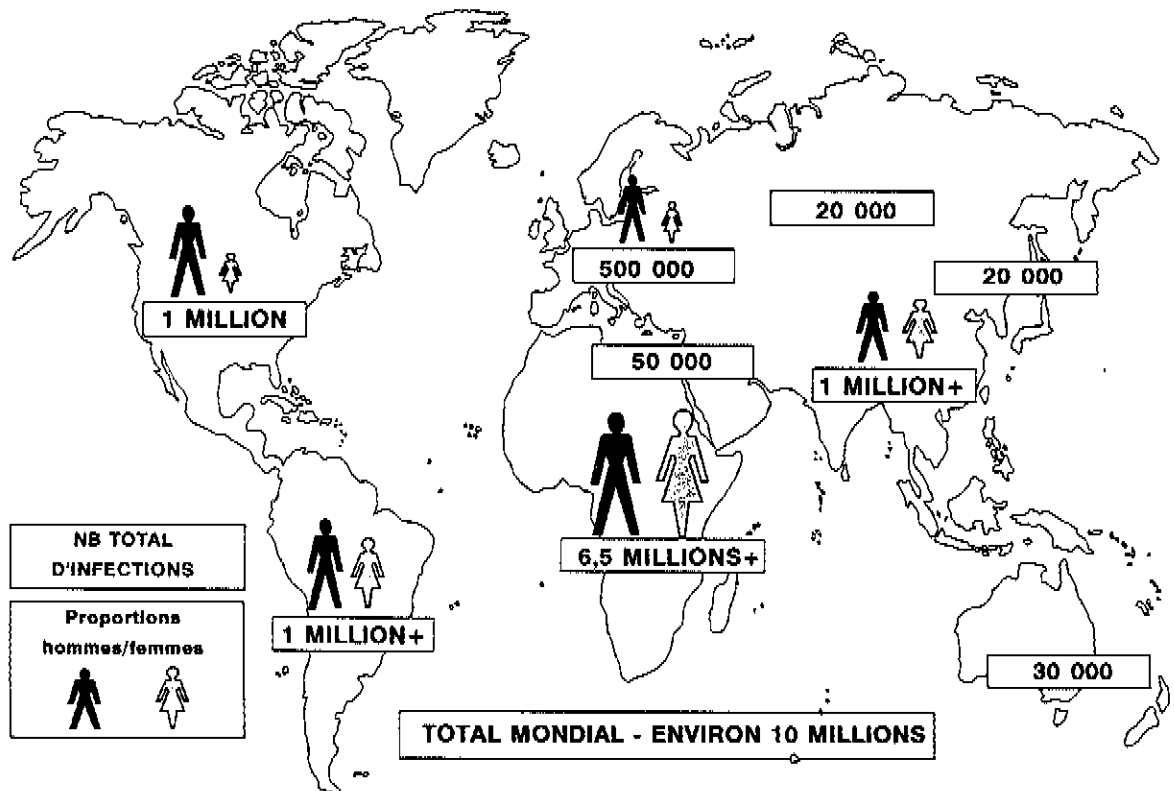 20 000
500 000
20 000
1 MILLION
50 000
1 MILLION+
6,5 MILLIONS+
NB TOTAL
D'INFECTIONS
Proportions
hommes/femmes
1 MILLION+
30 000
TOTAL MONDIAL - ENVIRON 10 MILLIONS